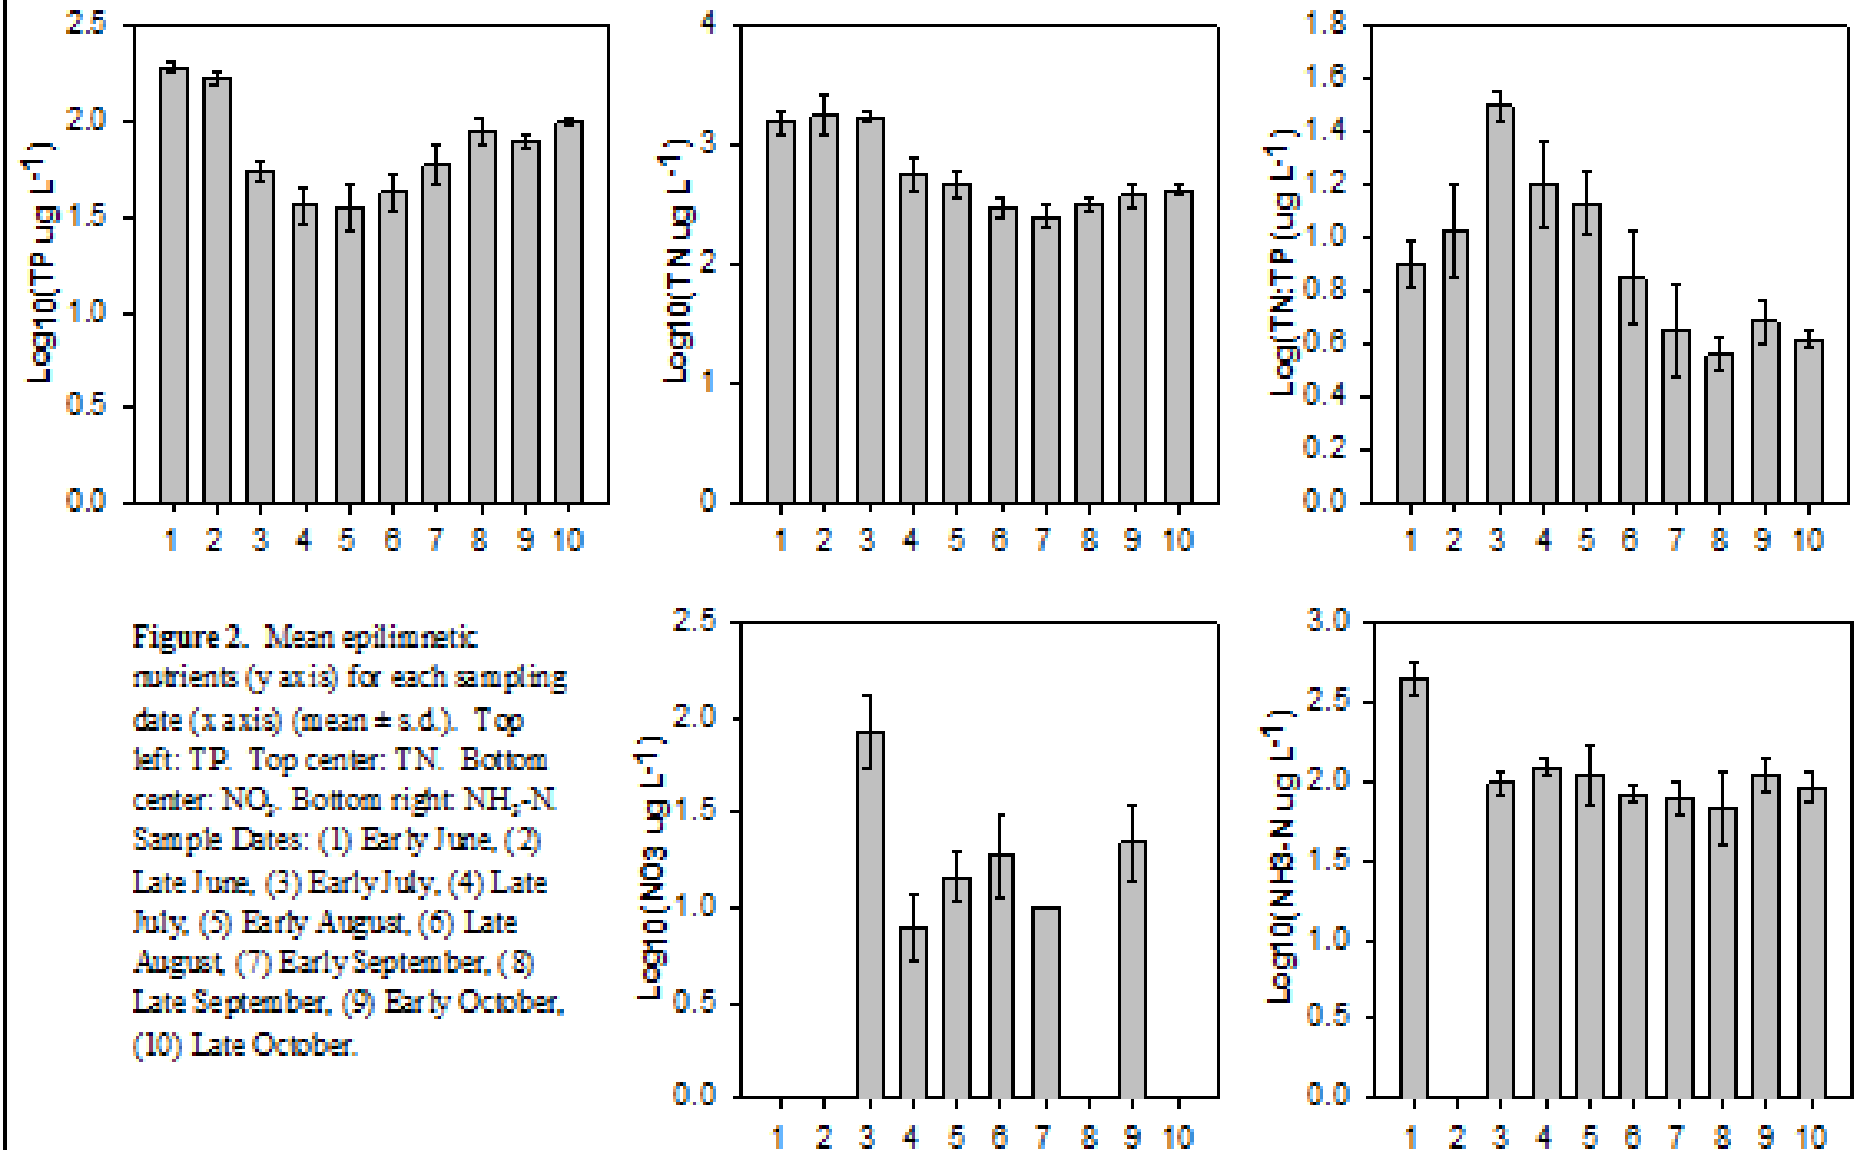 2.5
2.0
1.5
1.0
0.5
0.0
Log10(TP ug L-1)
1 2 3 4 5 6 7 8 9 10
4
3
2
1
0
Log10(TN ug L-1)
1 2 3 4 5 6 7 8 9 10
1.8
1.6
1.4
1.2
1.0
0.8
0.6
0.4
0.2
0.0
Log(TN:TP (ug L-1)
1 2 3 4 5 6 7 8 9 10
Figure 2. Mean epilimnetic
nutrients (y axis) for each sampling
date (x axis) (mean ± s.d.). Top
left: TP. Top center: TN. Bottom
center: NO3. Bottom right: NH3-N.
Sample Dates: (1) Early June, (2)
Late June, (3) Early July, (4) Late
July, (5) Early August, (6) Late
August, (7) Early September, (8)
Late September, (9) Early October,
(10) Late October.
2.5
2.0
1.5
1.0
0.5
0.0
Log10(NO3 ug L-1)
1 2 3 4 5 6 7 8 9 10
3.0
2.5
2.0
1.5
1.0
0.5
0.0
Log10(NH3-N ug L-1)
1 2 3 4 5 6 7 8 9 10